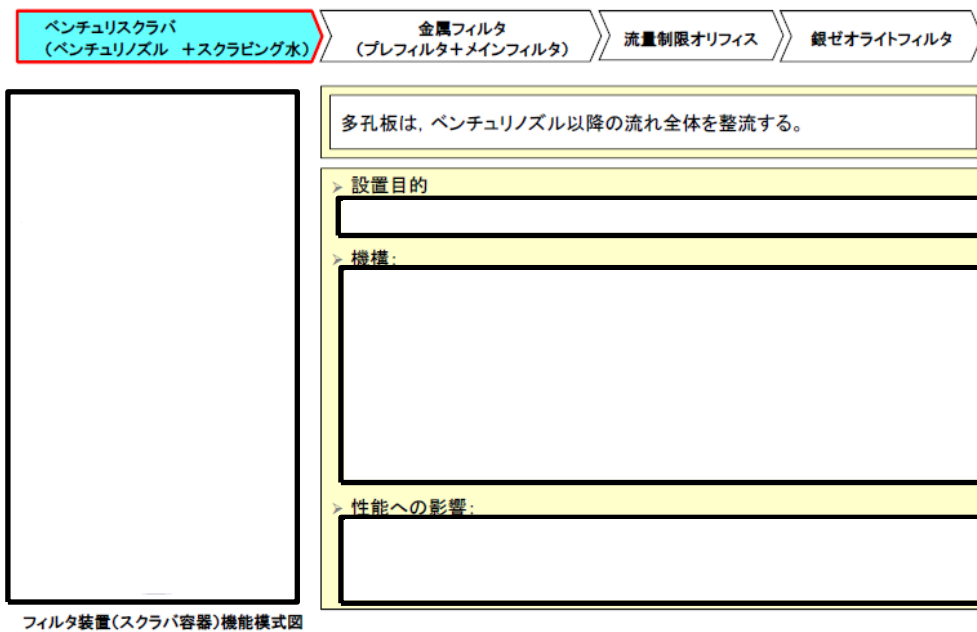 ベンチュリスクラバ
(ベンチュリノズル +スクラビング水)
金属フィルタ
(プレフィルタ+メインフィルタ)
流量制限オリフィス
銀ゼオライトフィルタ
多孔板は,ベンチュリノズル以降の流れ全体を整流する。
設置目的
機構:
性能への影響:
フィルタ装置(スクラバ容器)機能模式図